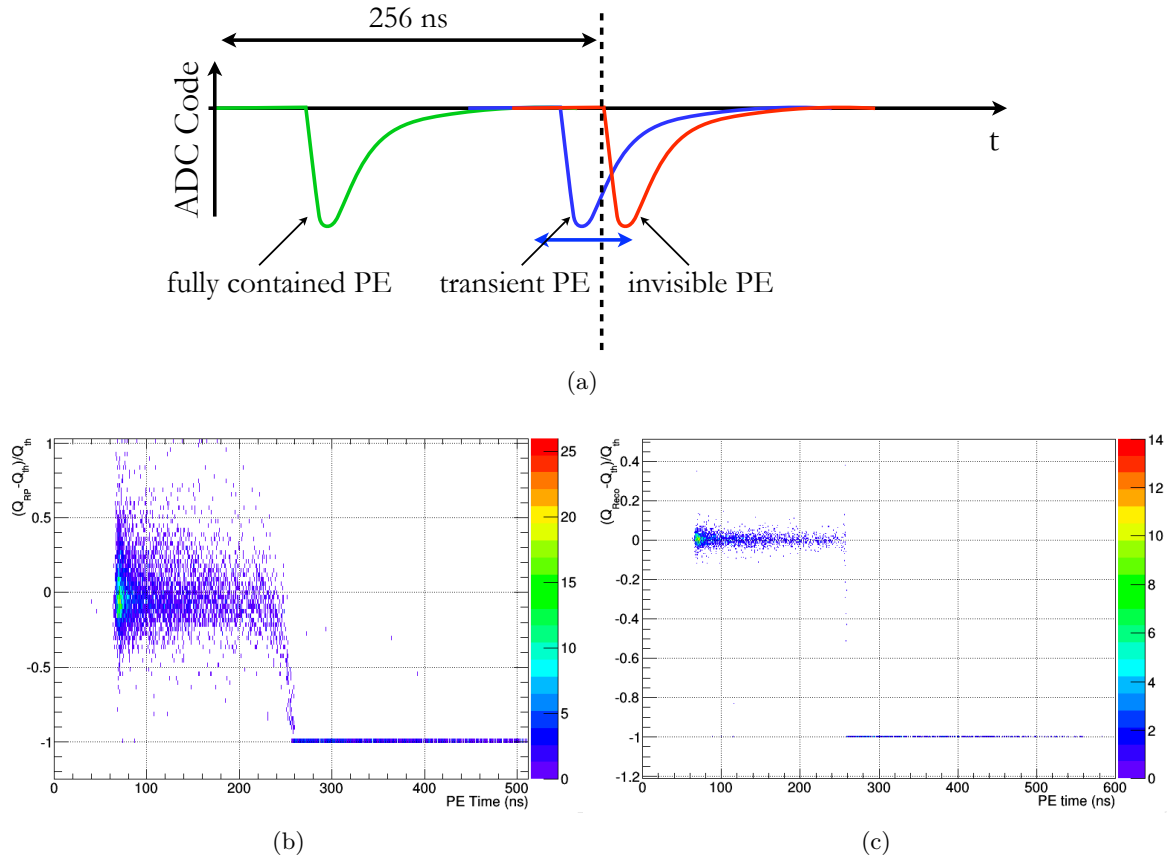 256 ns
ADC Code
t
fully contained PE
transient PE
invisible PE
(a)
(Q_RP-Q_th)/Q_th
1
0.5
0
-0.5
-1
0 100 200 300 400 500
PE Time (ns)
25
20
15
10
5
0
(b)
(Q_Reco-Q_th)/Q_th
0.4
0.2
0
-0.2
-0.4
-0.6
-0.8
-1
-1.2
0 100 200 300 400 500 600
PE time (ns)
14
12
10
8
6
4
2
0
(c)